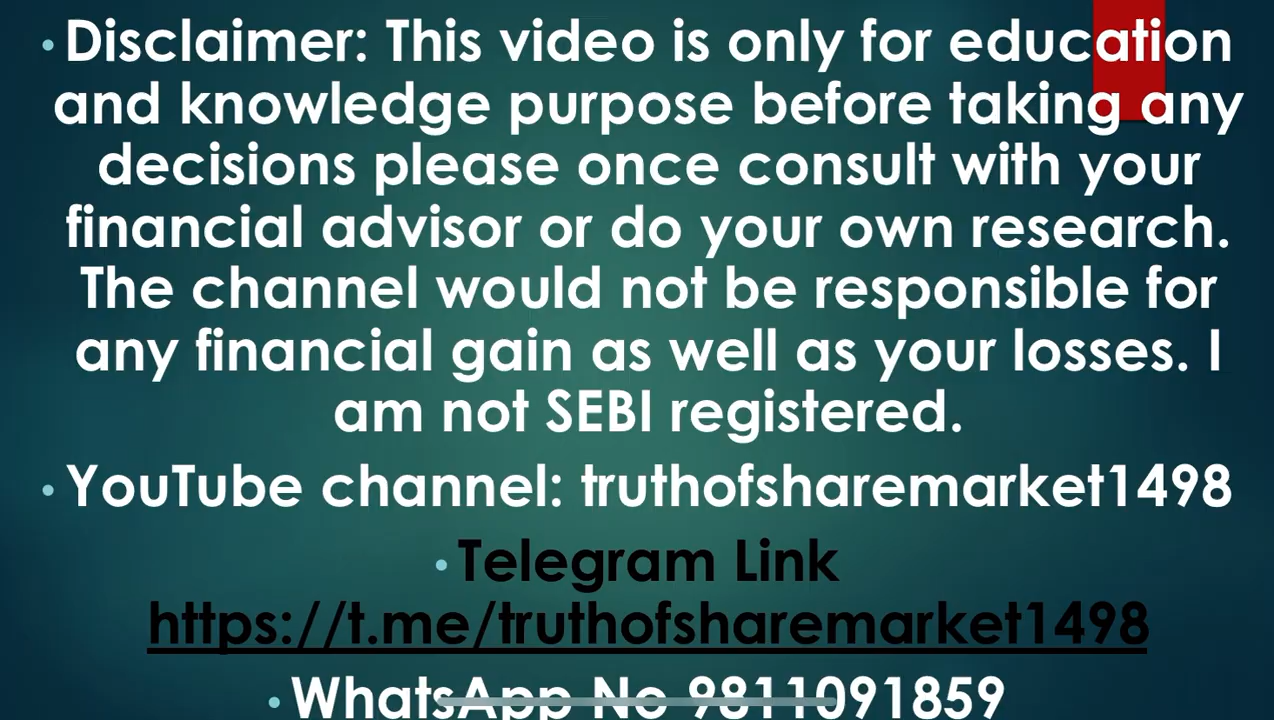 • Disclaimer: This video is only for education
and knowledge purpose before taking any
decisions please once consult with your
financial advisor or do your own research.
The channel would not be responsible for
any financial gain as well as your losses. I
am not SEBI registered.
• YouTube channel: truthofsharemarket1498
• Telegram Link
https://t.me/truthofsharemarket1498
• WhatsApp No 9811091859